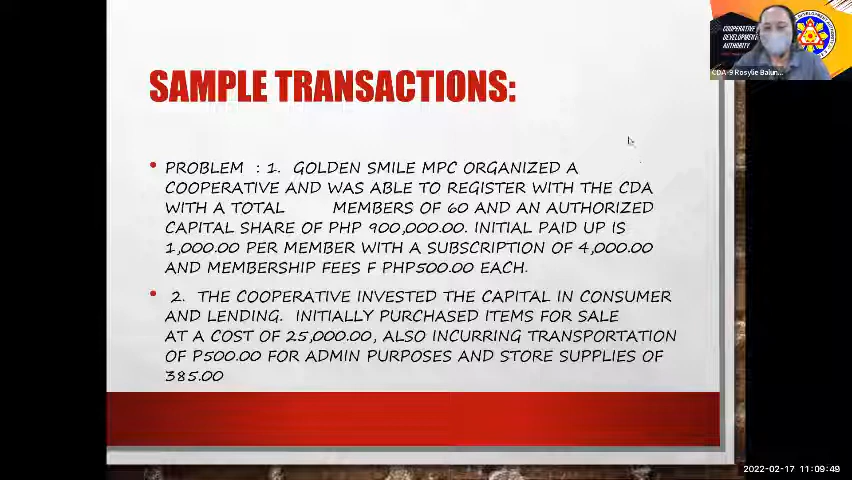 COOPERATIVE
DEVELOPMENT
AUTHORITY
CDA-9 Rosylie Balun...
SAMPLE TRANSACTIONS:
• PROBLEM : 1. GOLDEN SMILE MPC ORGANIZED A
COOPERATIVE AND WAS ABLE TO REGISTER WITH THE CDA
WITH A TOTAL MEMBERS OF 60 AND AN AUTHORIZED
CAPITAL SHARE OF PHP 900,000.00. INITIAL PAID UP IS
1,000.00 PER MEMBER WITH A SUBSCRIPTION OF 4,000.00
AND MEMBERSHIP FEES F PHP500.00 EACH.
• 2. THE COOPERATIVE INVESTED THE CAPITAL IN CONSUMER
AND LENDING. INITIALLY PURCHASED ITEMS FOR SALE
AT A COST OF 25,000.00, ALSO INCURRING TRANSPORTATION
OF P500.00 FOR ADMIN PURPOSES AND STORE SUPPLIES OF
385.00
2022-02-17 11:09:49